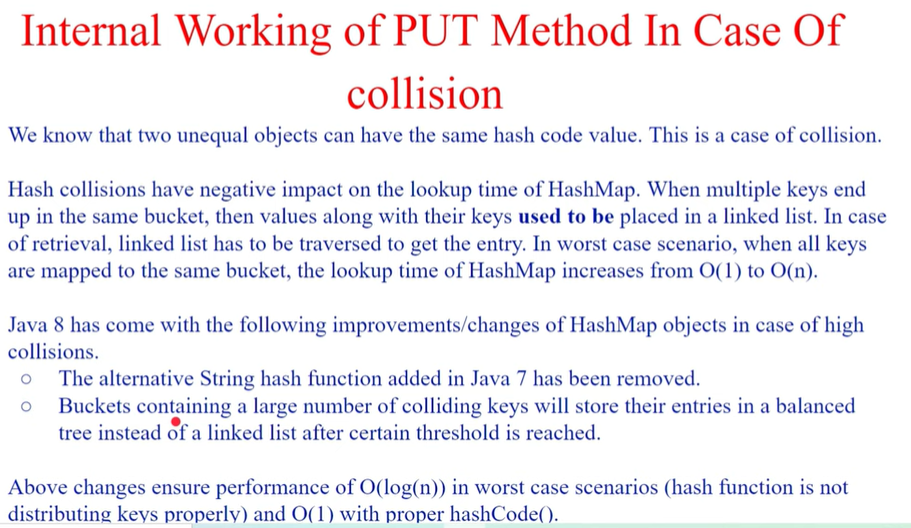 Internal Working of PUT Method In Case Of
collision
We know that two unequal objects can have the same hash code value. This is a case of collision.
Hash collisions have negative impact on the lookup time of HashMap. When multiple keys end
up in the same bucket, then values along with their keys used to be placed in a linked list. In case
of retrieval, linked list has to be traversed to get the entry. In worst case scenario, when all keys
are mapped to the same bucket, the lookup time of HashMap increases from O(1) to O(n).
Java 8 has come with the following improvements/changes of HashMap objects in case of high
collisions.
○ The alternative String hash function added in Java 7 has been removed.
○ Buckets containing a large number of colliding keys will store their entries in a balanced
tree instead of a linked list after certain threshold is reached.
Above changes ensure performance of O(log(n)) in worst case scenarios (hash function is not
distributing keys properly) and O(1) with proper hashCode().